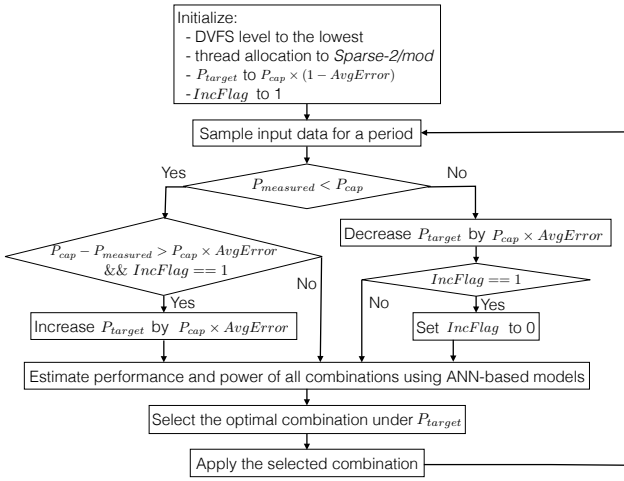 Initialize:
- DVFS level to the lowest
- thread allocation to Sparse-2/mod
- P_target to P_cap × (1 − AvgError)
- IncFlag to 1
Sample input data for a period
Yes
P_measured < P_cap
No
P_cap − P_measured > P_cap × AvgError
&& IncFlag == 1
Decrease P_target by P_cap × AvgError
IncFlag == 1
No
No
Yes
Yes
Increase P_target by P_cap × AvgError
Set IncFlag to 0
Estimate performance and power of all combinations using ANN-based models
Select the optimal combination under P_target
Apply the selected combination